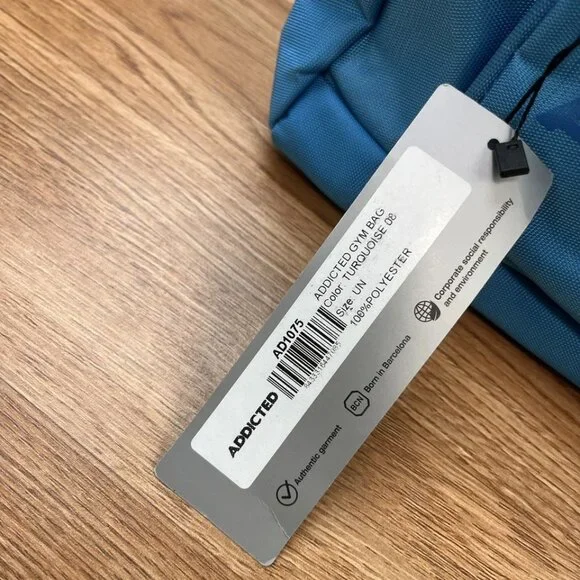 ADDICTED
AD1075
ADDICTED GYM BAG
Color: TURQUOISE 08
Size: UN
100%POLYESTER
Authentic garment
BCN
Born in Barcelona
Corporate social responsibility
and environment